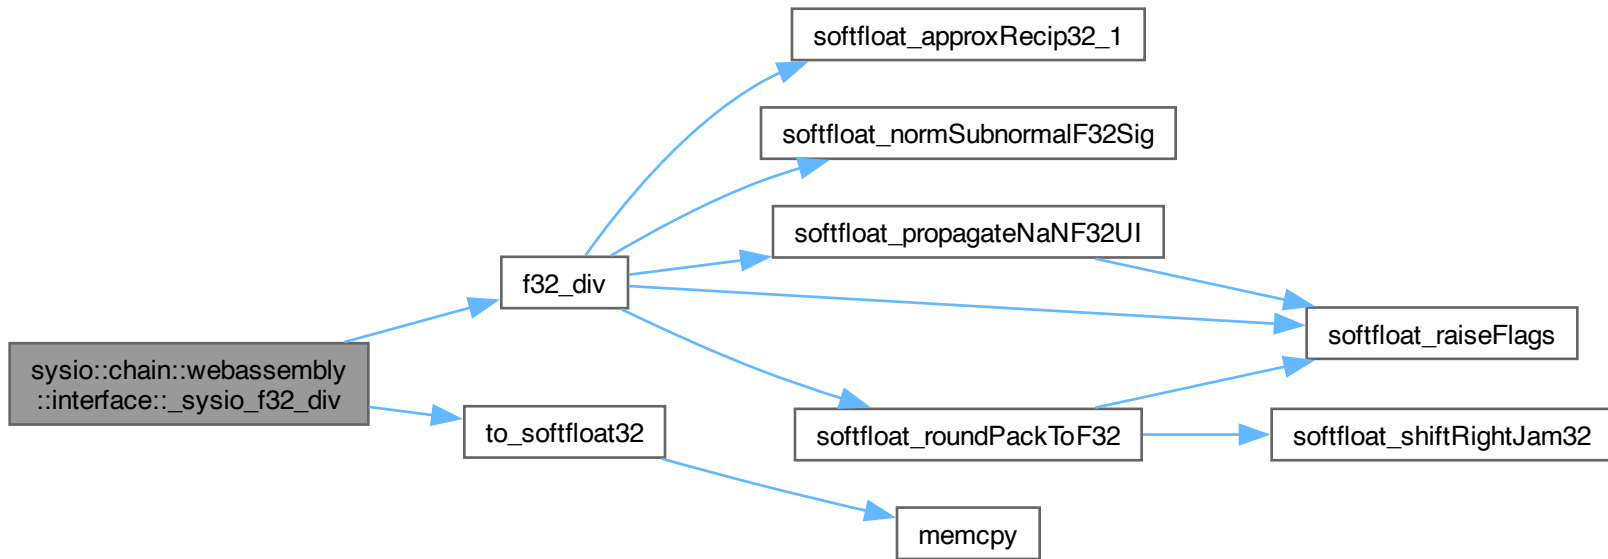 softfloat_approxRecip32_1
softfloat_normSubnormalF32Sig
softfloat_propagateNaNF32UI
f32_div
softfloat_raiseFlags
sysio::chain::webassembly
::interface::_sysio_f32_div
to_softfloat32
softfloat_roundPackToF32
softfloat_shiftRightJam32
memcpy